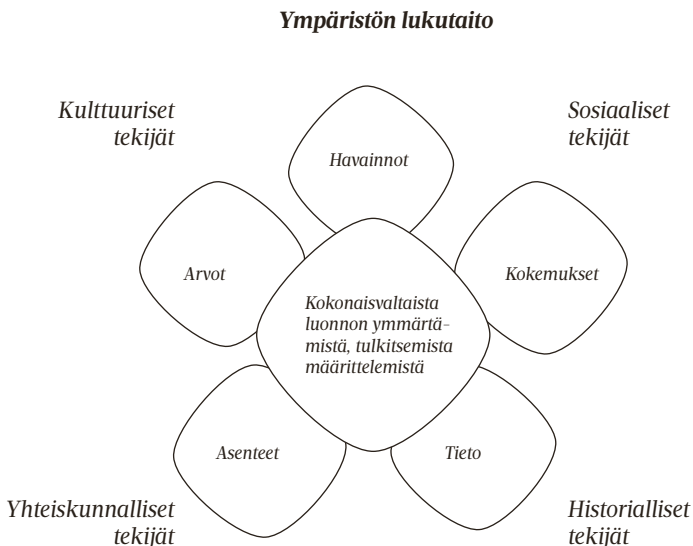 Ympäristön lukutaito
Kulttuuriset
tekijät
Sosiaaliset
tekijät
Havainnot
Arvot
Kokemukset
Kokonaisvaltaista
luonnon ymmärtä-
mistä, tulkitsemista
määrittelemistä
Asenteet
Tieto
Yhteiskunnalliset
tekijät
Historialliset
tekijät